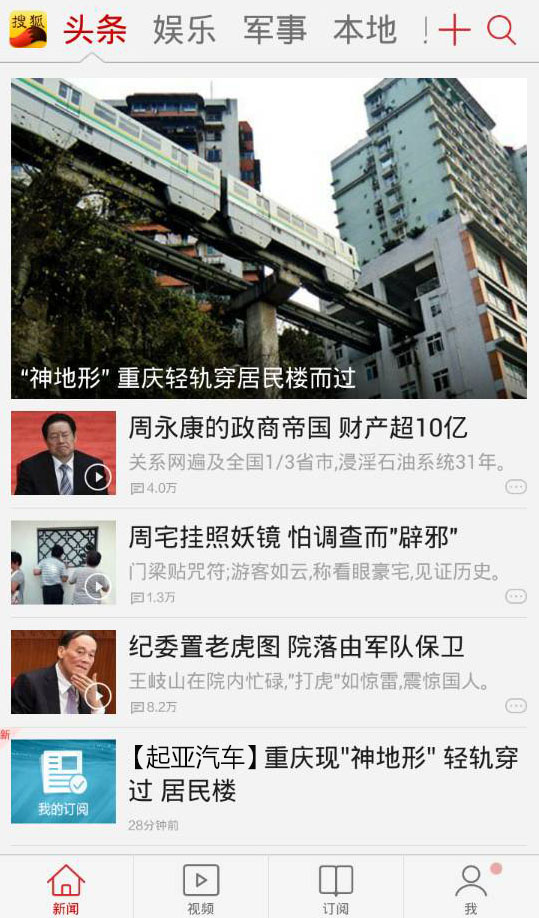 搜狐 头条 娱乐 军事 本地
“神地形” 重庆轻轨穿居民楼而过
周永康的政商帝国 财产超10亿
关系网遍及全国1/3省市,浸淫石油系统31年。
4.0万
周宅挂照妖镜 怕调查而"辟邪"
门梁贴咒符;游客如云,称看眼豪宅,见证历史。
1.3万
纪委置老虎图 院落由军队保卫
王岐山在院内忙碌,"打虎"如惊雷,震惊国人。
8.2万
新
我的订阅
【起亚汽车】重庆现"神地形" 轻轨穿
过 居民楼
28分钟前
新闻 视频 订阅 我